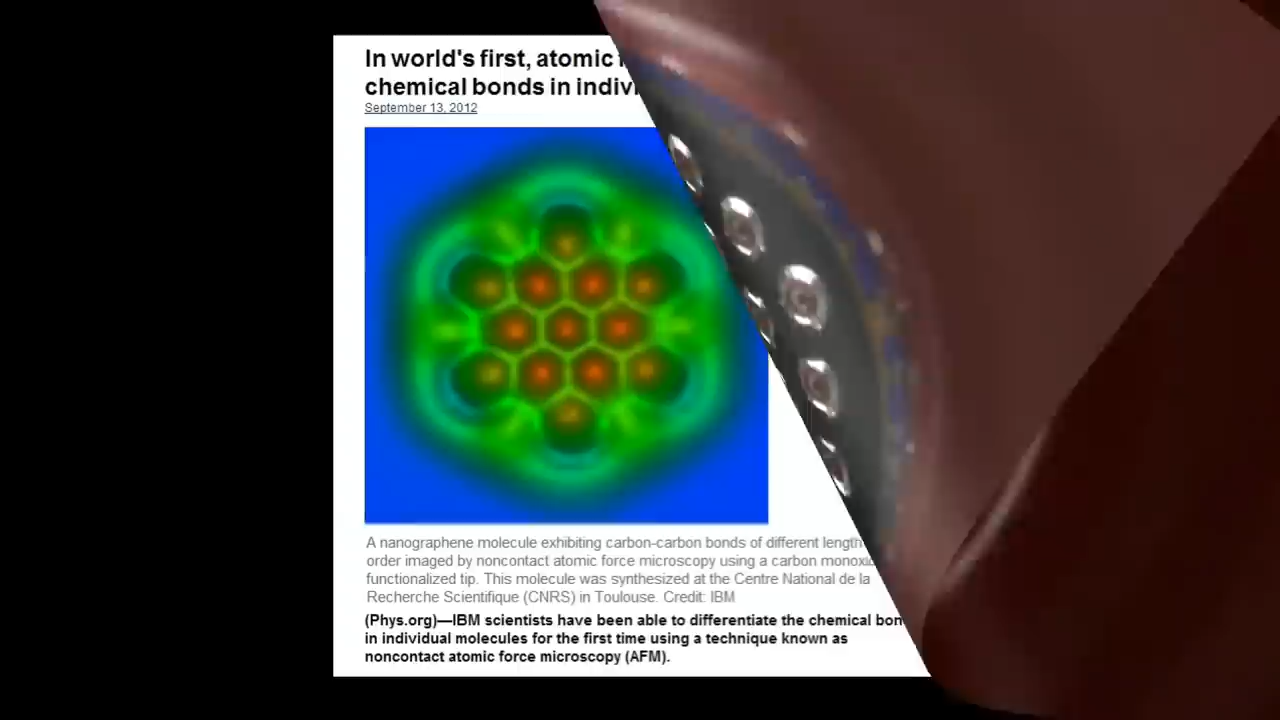 In world's first, atomic
chemical bonds in
September 13, 2012
A nanographene molecule exhibiting carbon-carbon bonds of different length
order imaged by noncontact atomic force microscopy using a carbon
functionalized tip. This molecule was synthesized at the Centre National de la
Recherche Scientifique (CNRS) in Toulouse. Credit: IBM
(Phys.org)—IBM scientists have been able to differentiate the chemical
in individual molecules for the first time using a technique known as
noncontact atomic force microscopy (AFM).